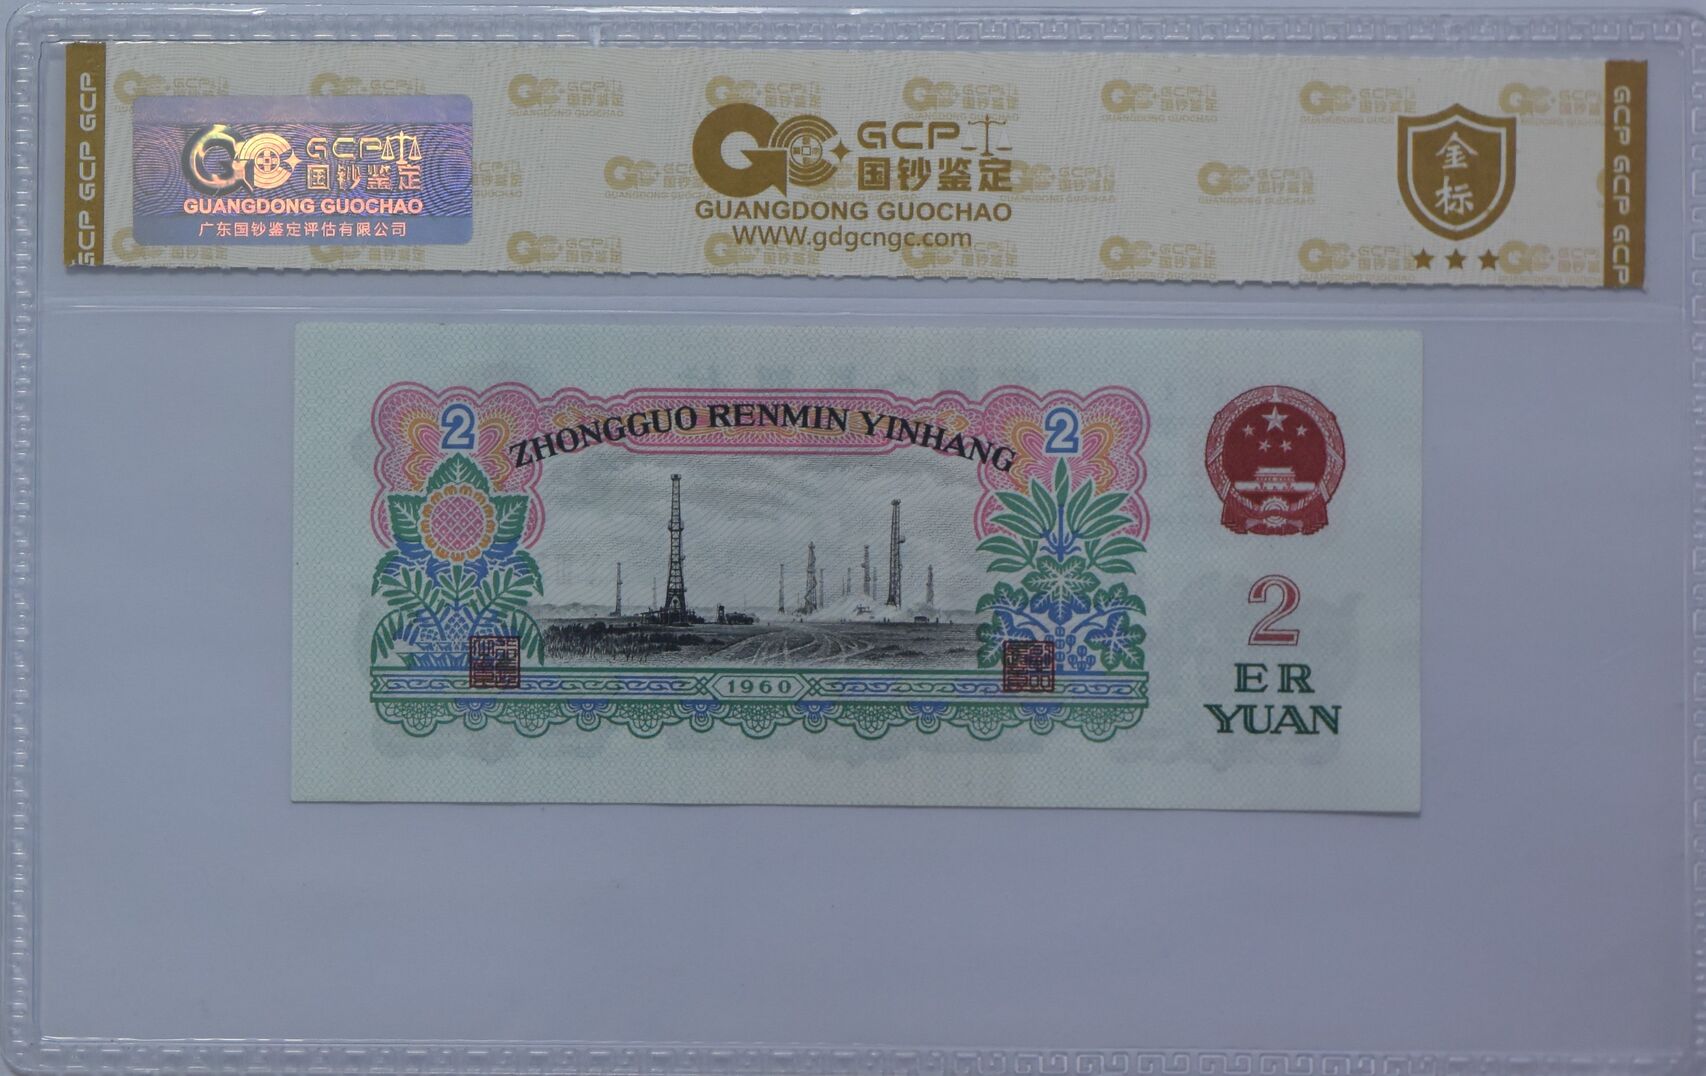 GCP GCP GCP
GCP 国钞鉴定
GUANGDONG GUOCHAO
广东国钞鉴定评估有限公司
GCP 国钞鉴定
GUANGDONG GUOCHAO
WWW.gdgcngc.com
金标
GCP GCP GCP
2
ZHONGGUO RENMIN YINHANG
2
1960
2
ER
YUAN